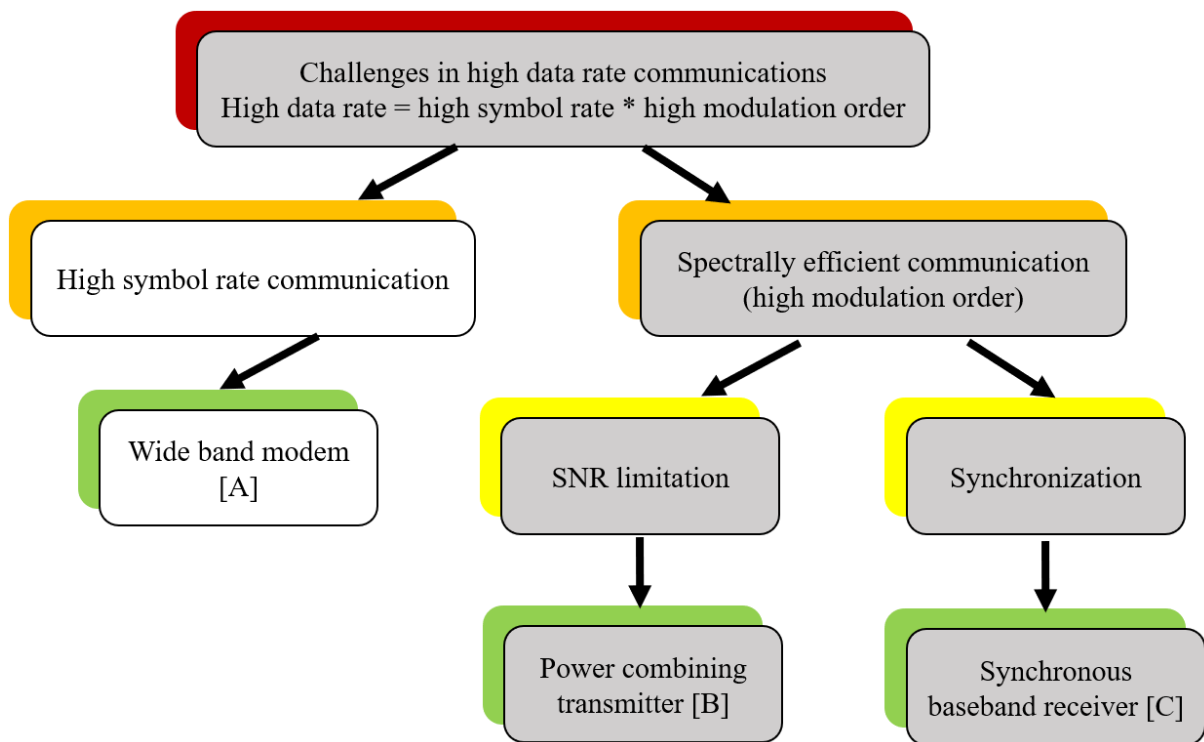 Challenges in high data rate communications
High data rate = high symbol rate * high modulation order
High symbol rate communication
Spectrally efficient communication
(high modulation order)
Wide band modem
[A]
SNR limitation
Synchronization
Power combining
transmitter [B]
Synchronous
baseband receiver [C]